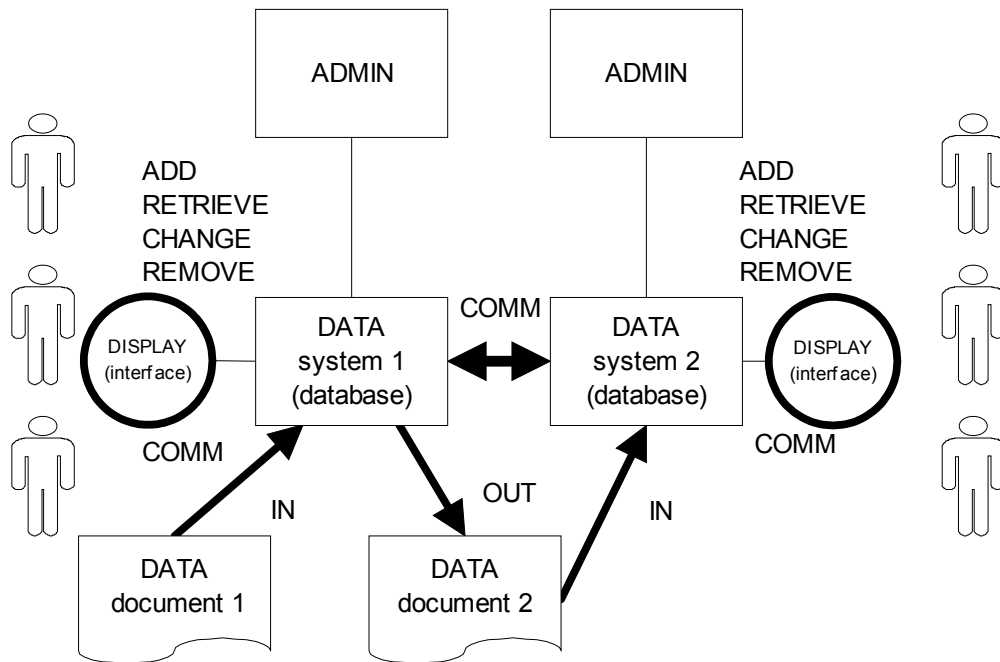 ADMIN
ADMIN
ADD
RETRIEVE
CHANGE
REMOVE
ADD
RETRIEVE
CHANGE
REMOVE
DISPLAY
(interface)
DATA
system 1
(database)
COMM
DATA
system 2
(database)
DISPLAY
(interface)
COMM
COMM
IN
OUT
IN
DATA
document 1
DATA
document 2